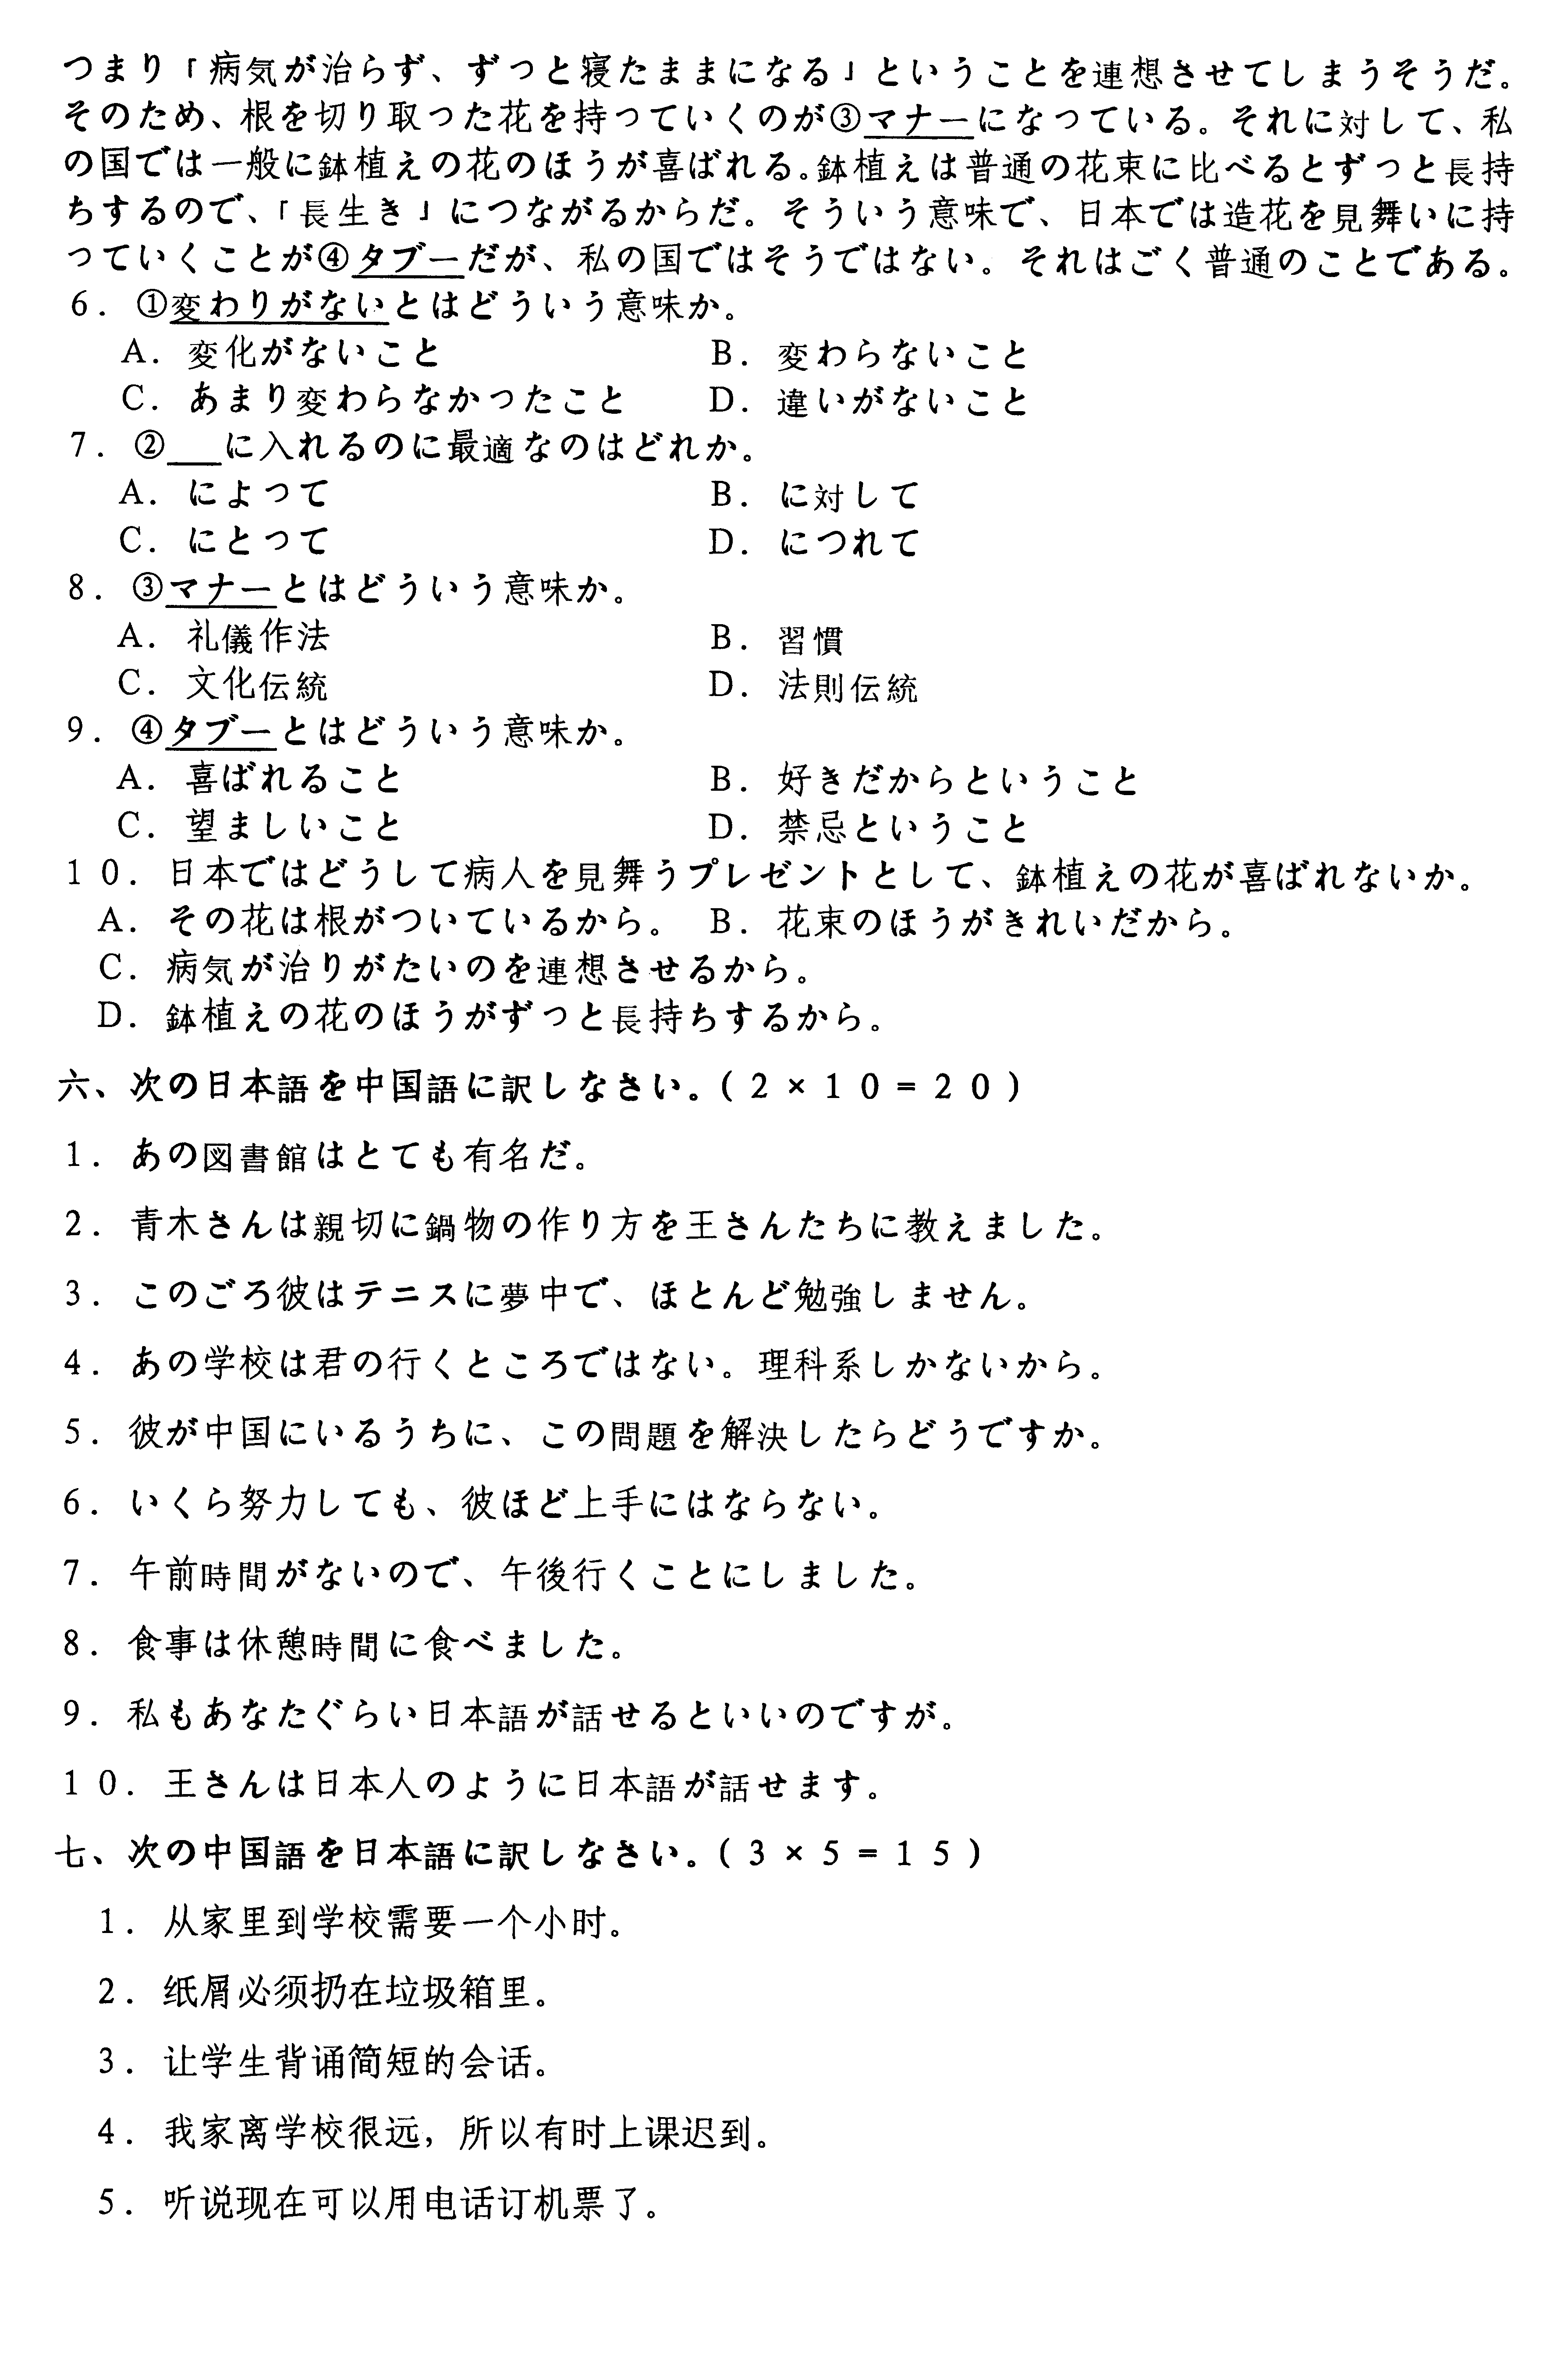 つまり「病気が治らず、ずっと寝たままになる」ということを連想させてしまうそうだ。
そのため、根を切り取った花を持っていくのが③マナーになっている。それに対して、私
の国では一般に鉢植えの花のほうが喜ばれる。鉢植えは普通の花束に比べるとずっと長持
ちするので、「長生き」につながるからだ。そういう意味で、日本では造花を見舞いに持
っていくことが④タブーだが、私の国ではそうではない。それはごく普通のことである。
6．①変わりがないとはどういう意味か。
A．変化がないこと B．変わらないこと
C．あまり変わらなかったこと D．違いがないこと
7．②___に入れるのに最適なのはどれか。
A．によって B．に対して
C．にとって D．につれて
8．③マナーとはどういう意味か。
A．礼儀作法 B．習慣
C．文化伝統 D．法則伝統
9．④タブーとはどういう意味か。
A．喜ばれること B．好きだからということ
C．望ましいこと D．禁忌ということ
10．日本ではどうして病人を見舞うプレゼントとして、鉢植えの花が喜ばれないか。
A．その花は根がついているから。 B．花束のほうがきれいだから。
C．病気が治りがたいのを連想させるから。
D．鉢植えの花のほうがずっと長持ちするから。
六、次の日本語を中国語に訳しなさい。（2×10=20）
1．あの図書館はとても有名だ。
2．青木さんは親切に鍋物の作り方を王さんたちに教えました。
3．このごろ彼はテニスに夢中で、ほとんど勉強しません。
4．あの学校は君の行くところではない。理科系しかないから。
5．彼が中国にいるうちに、この問題を解決したらどうですか。
6．いくら努力しても、彼ほど上手にはならない。
7．午前時間がないので、午後行くことにしました。
8．食事は休憩時間に食べました。
9．私もあなたぐらい日本語が話せるといいのですが。
10．王さんは日本人のように日本語が話せます。
七、次の中国語を日本語に訳しなさい。（3×5=15）
1．从家里到学校需要一个小时。
2．纸屑必须扔在垃圾箱里。
3．让学生背诵简短的会话。
4．我家离学校很远，所以有时上课迟到。
5．听说现在可以用电话订机票了。